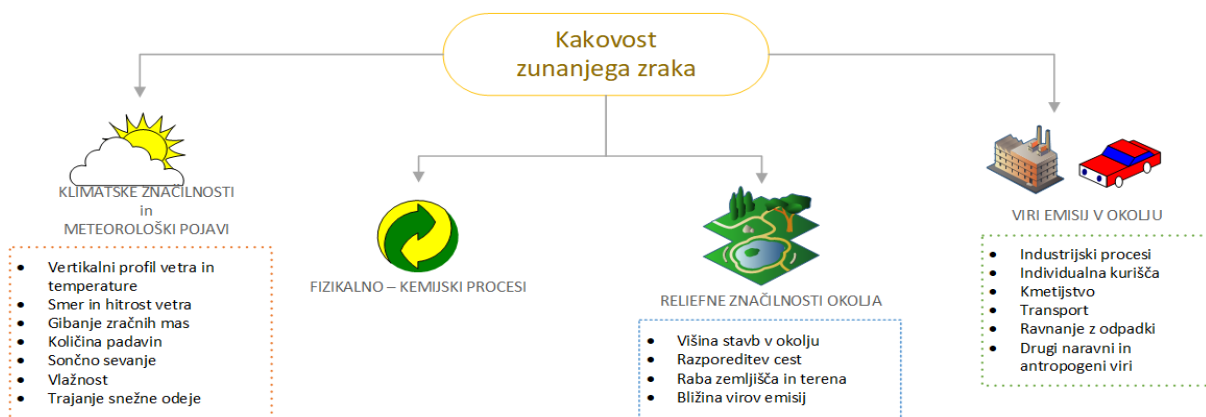 Kakovost
zunanjega zraka
KLIMATSKE ZNAČILNOSTI
in
METEOROLOŠKI POJAVI
• Vertikalni profil vetra in
temperature
• Smer in hitrost vetra
• Gibanje zračnih mas
• Količina padavin
• Sončno sevanje
• Vlažnost
• Trajanje snežne odeje
FIZIKALNO – KEMIJSKI PROCESI
RELIEFNE ZNAČILNOSTI OKOLJA
• Višina stavb v okolju
• Razporeditev cest
• Raba zemljišča in terena
• Bližina virov emisij
VIRI EMISIJ V OKOLJU
• Industrijski procesi
• Individualna kurišča
• Kmetijstvo
• Transport
• Ravnanje z odpadki
• Drugi naravni in
antropogeni viri